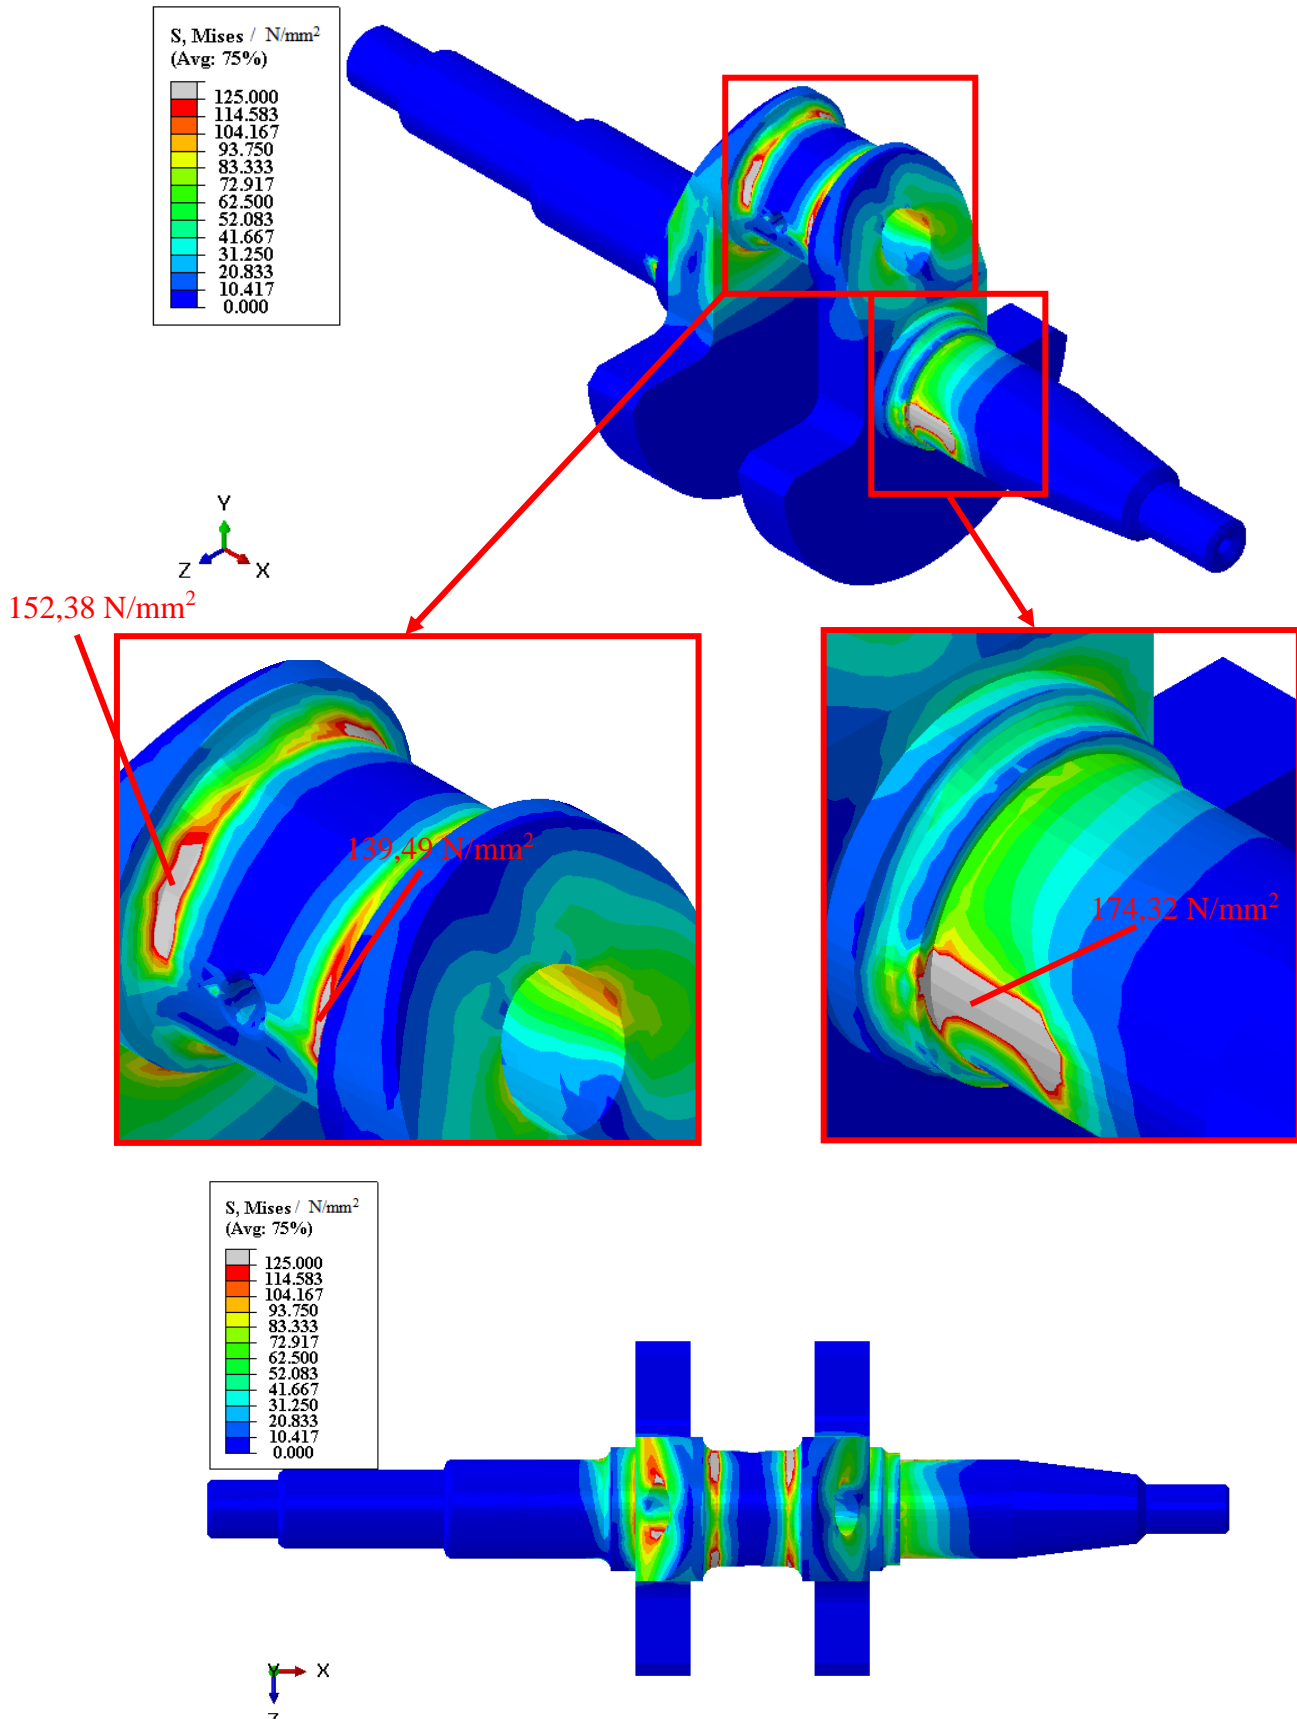 S, Mises / N/mm²
(Avg: 75%)
125.000
114.583
104.167
93.750
83.333
72.917
62.500
52.083
41.667
31.250
20.833
10.417
0.000
Y
Z
X
152,38 N/mm²
139,49 N/mm²
174,32 N/mm²
S, Mises / N/mm²
(Avg: 75%)
125.000
114.583
104.167
93.750
83.333
72.917
62.500
52.083
41.667
31.250
20.833
10.417
0.000
Y
X
Z